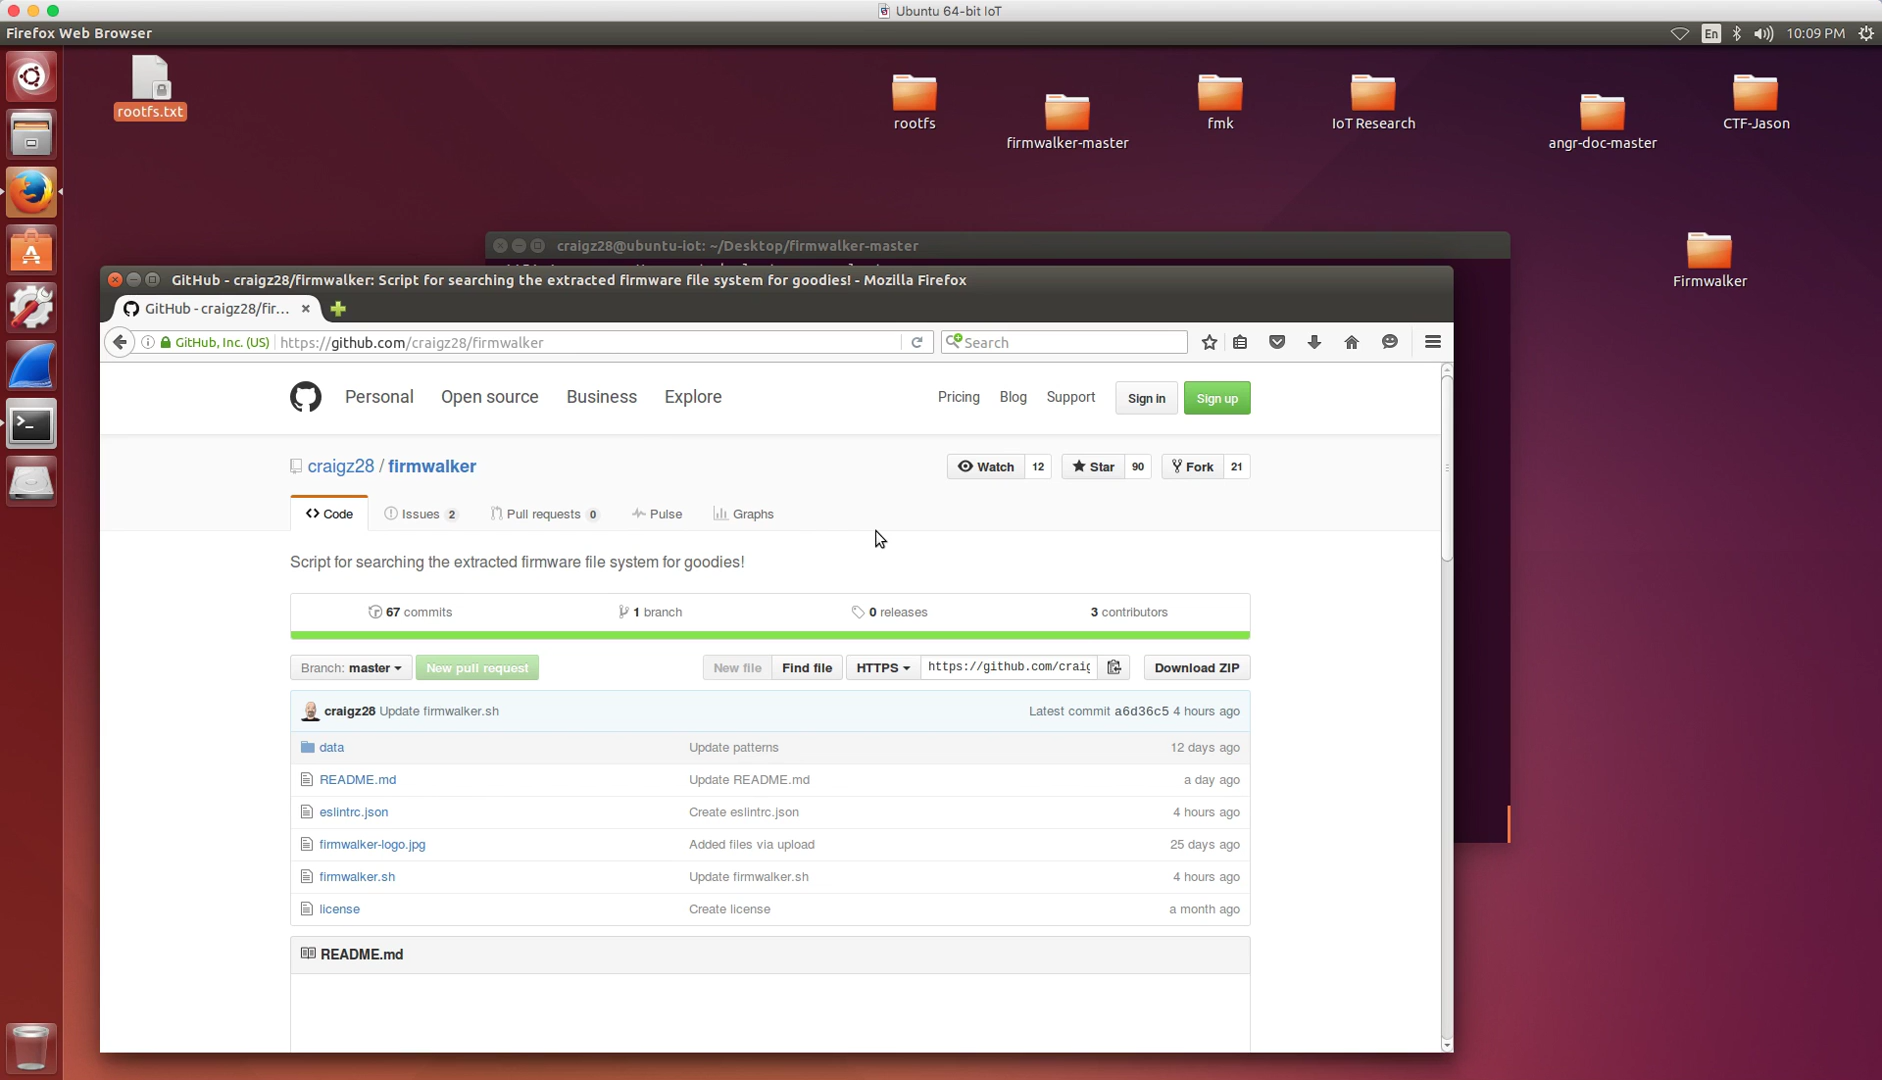 Ubuntu 64-bit IoT
Firefox Web Browser
En
10:09 PM
rootfs.txt
rootfs
firmwalker-master
fmk
IoT Research
angr-doc-master
CTF-Jason
Firmwalker
craigz28@ubuntu-iot: ~/Desktop/firmwalker-master
GitHub - craigz28/firmwalker: Script for searching the extracted firmware file system for goodies! - Mozilla Firefox
GitHub - craigz28/fir...
GitHub, Inc. (US) https://github.com/craigz28/firmwalker
Search
Personal Open source Business Explore
Pricing Blog Support Sign in Sign up
craigz28 / firmwalker
Watch 12 Star 90 Fork 21
Code Issues 2 Pull requests 0 Pulse Graphs
Script for searching the extracted firmware file system for goodies!
67 commits 1 branch 0 releases 3 contributors
Branch: master New pull request New file Find file HTTPS https://github.com/craig Download ZIP
craigz28 Update firmwalker.sh Latest commit a6d36c5 4 hours ago
data Update patterns 12 days ago
README.md Update README.md a day ago
eslintrc.json Create eslintrc.json 4 hours ago
firmwalker-logo.jpg Added files via upload 25 days ago
firmwalker.sh Update firmwalker.sh 4 hours ago
license Create license a month ago
README.md